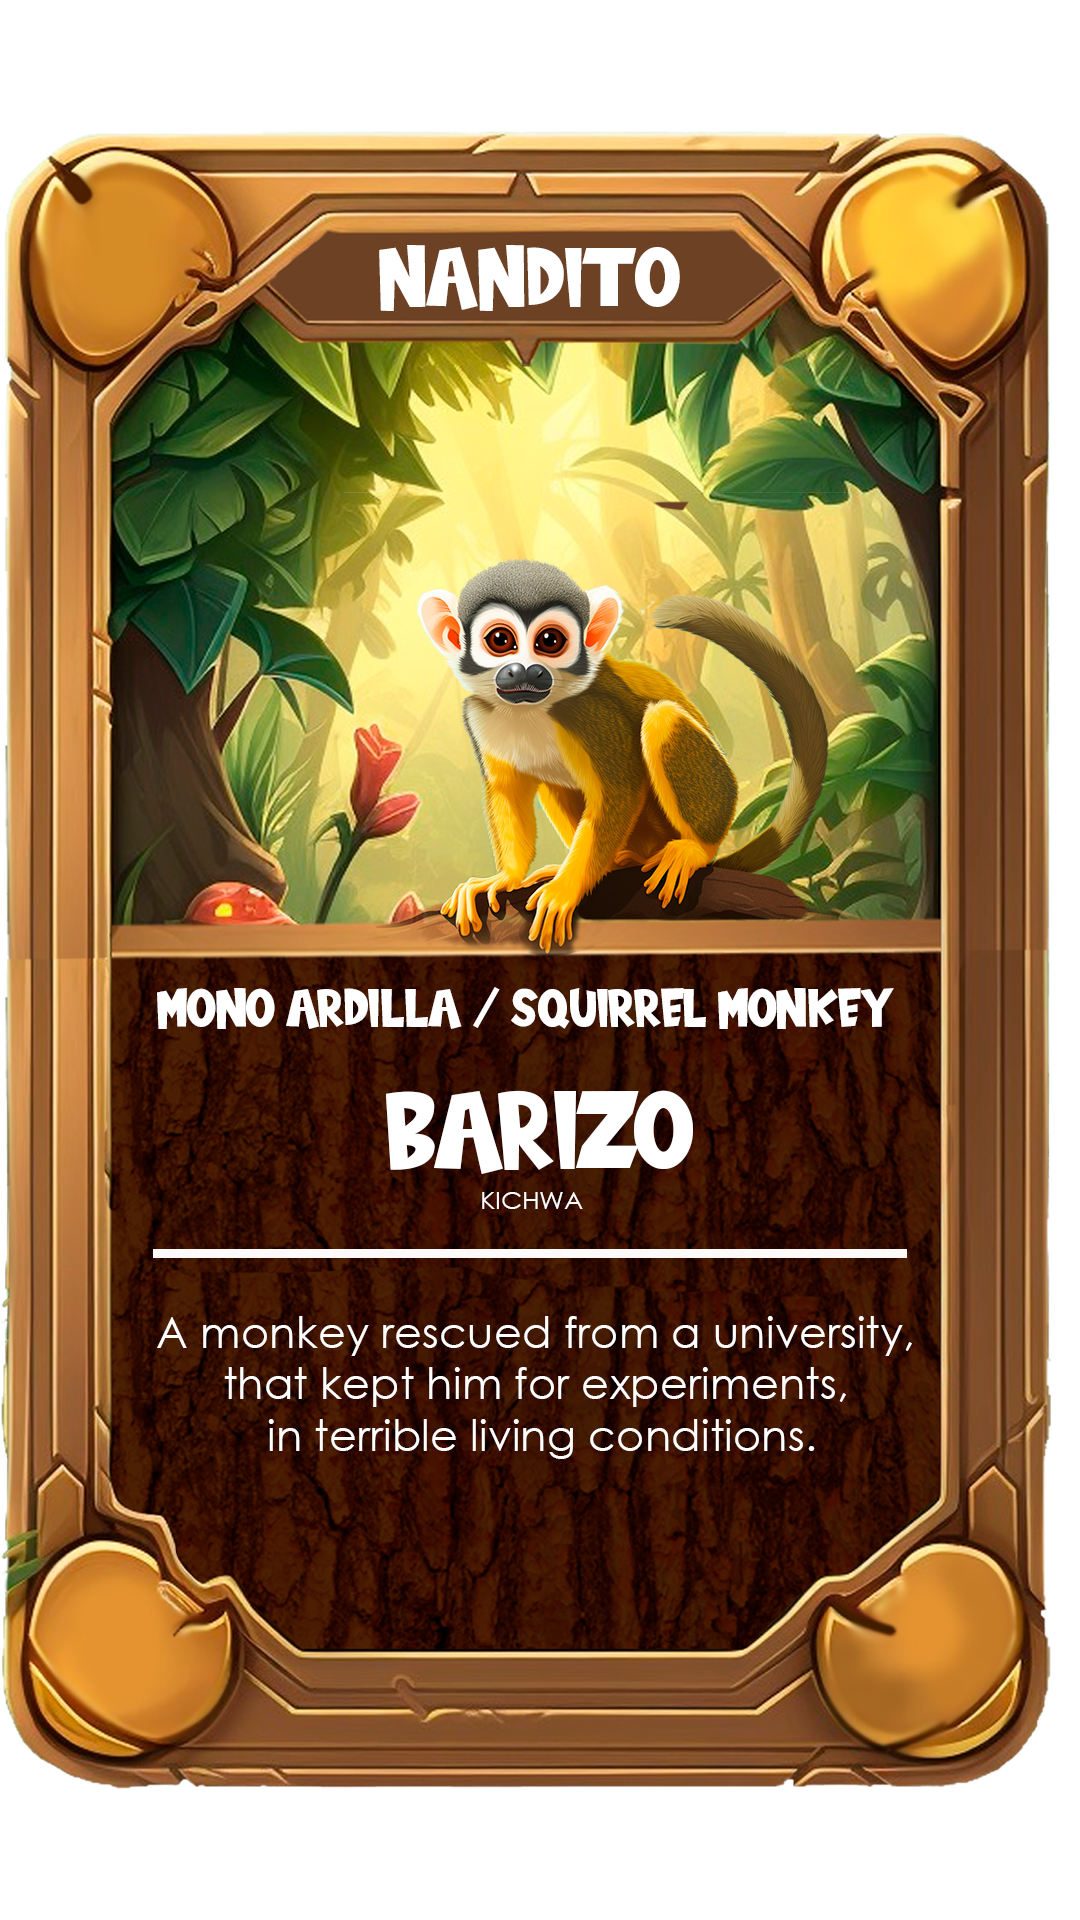 NANDITO
MONO ARDILLA / SQUIRREL MONKEY
BARIZO
KICHWA
A monkey rescued from a university,
that kept him for experiments,
in terrible living conditions.